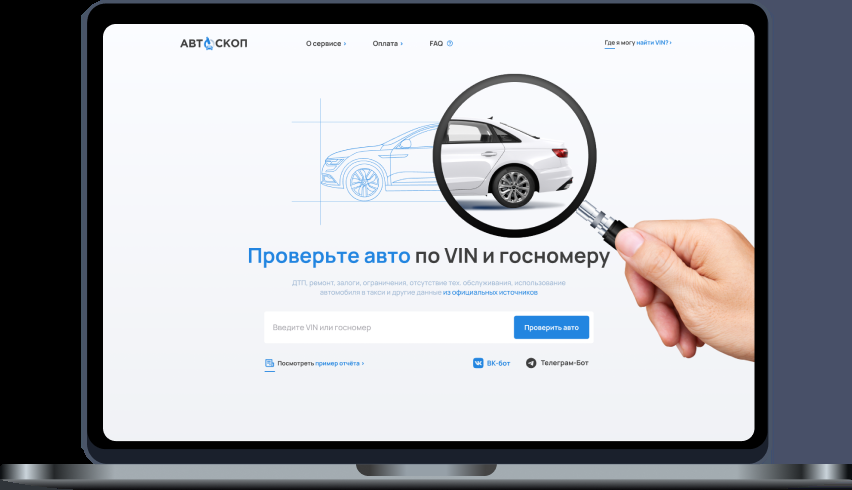 АВТОСКОП
О сервисе ›
Оплата ›
FAQ ?
Где я могу найти VIN? ›
Проверьте авто по VIN и госномеру
ДТП, ремонт, залоги, ограничения, отсутствие тех. обслуживания, использование
автомобиля в такси и другие данные из официальных источников
Введите VIN или госномер
Проверить авто
Посмотреть пример отчёта ›
ВК-бот
Телеграм-Бот